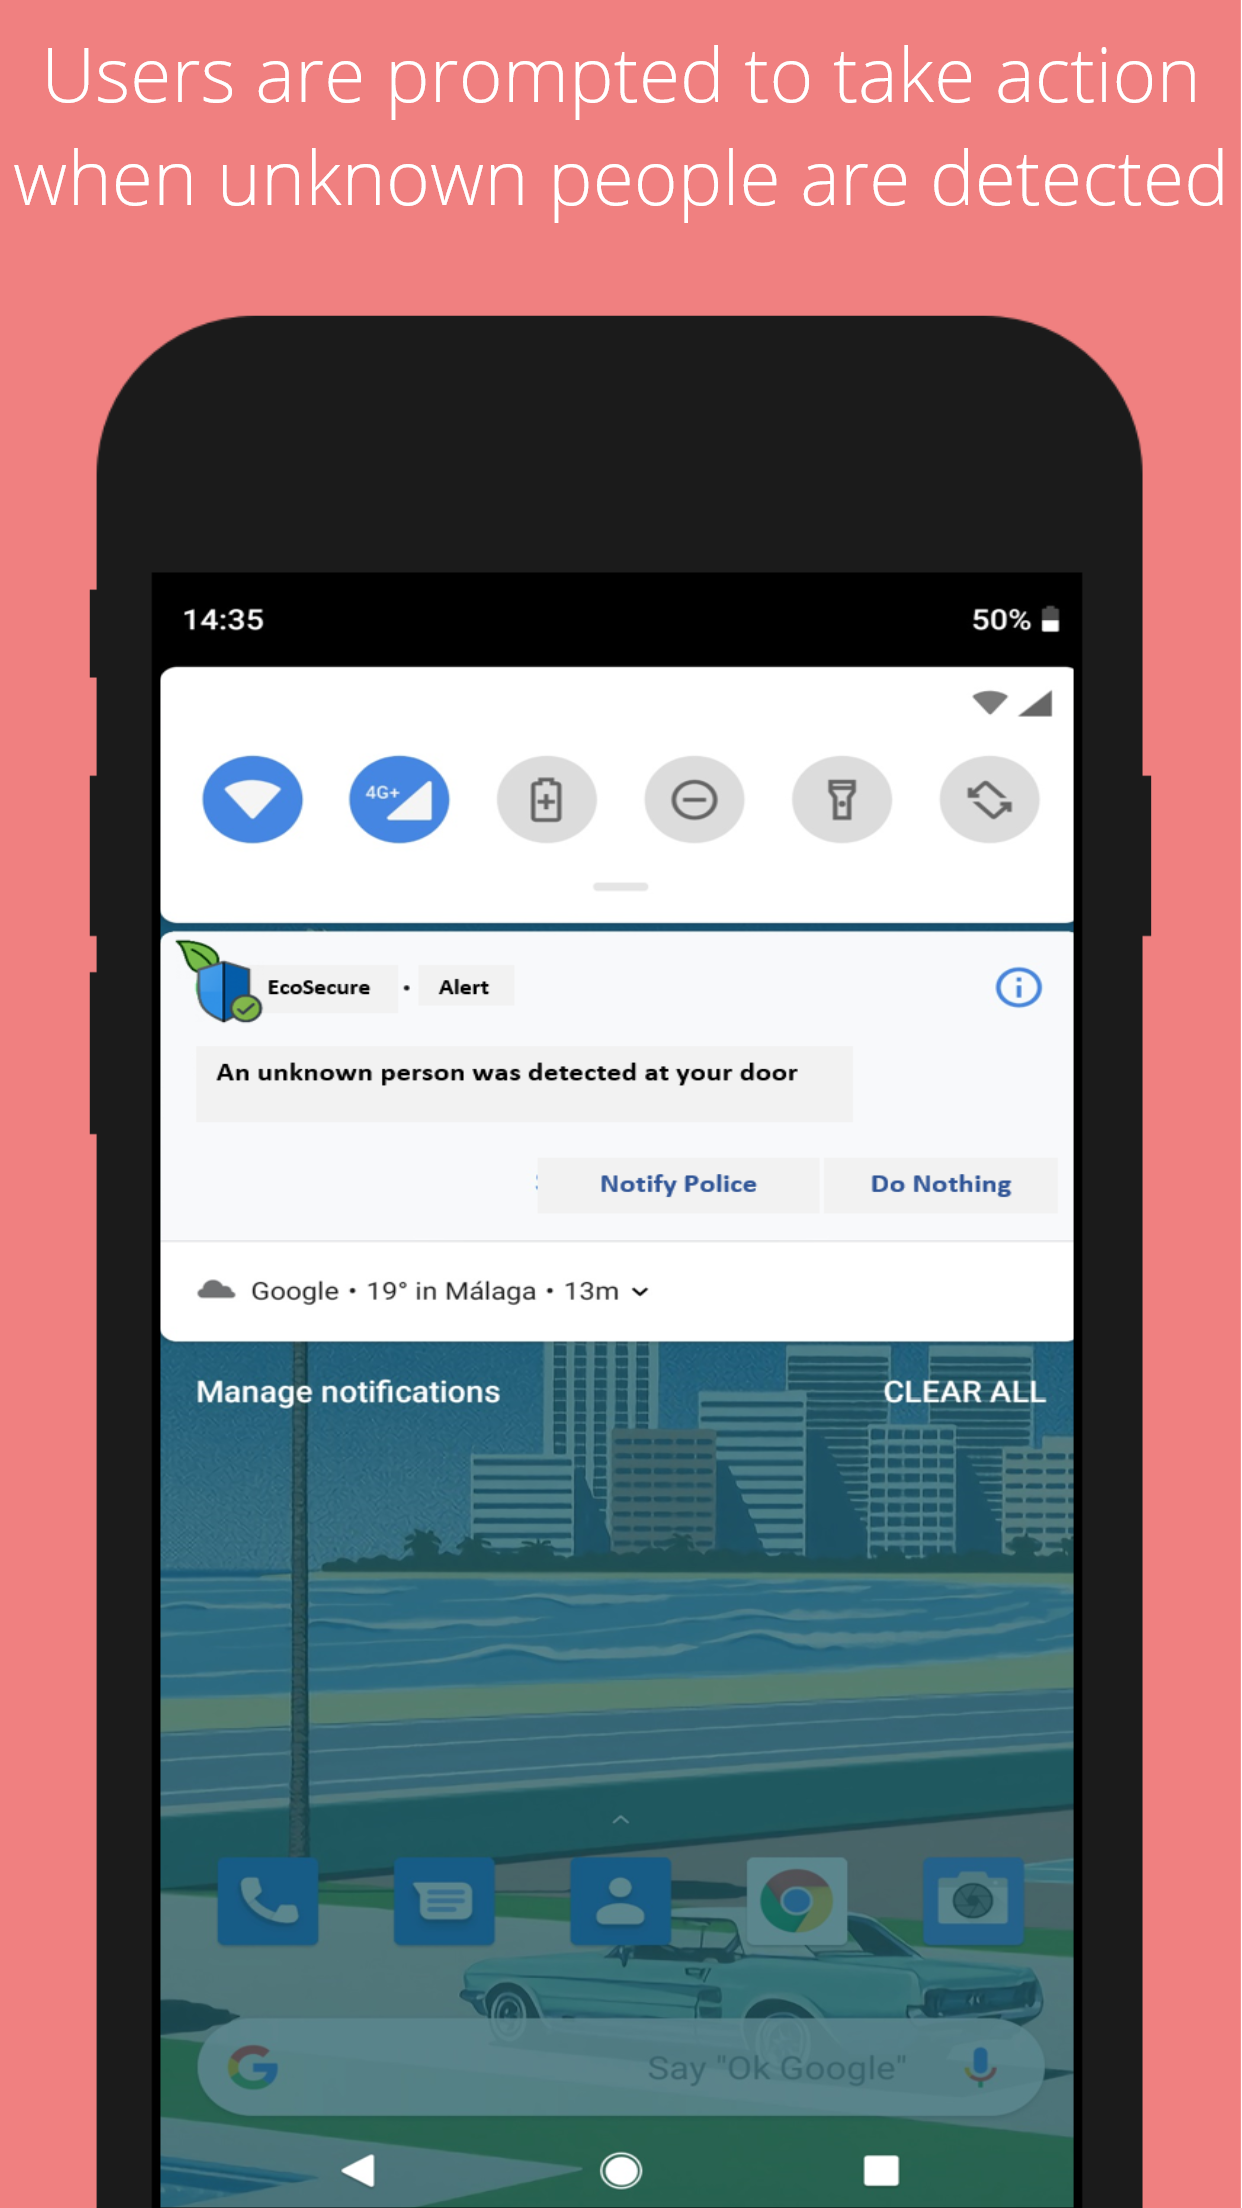 Users are prompted to take action
when unknown people are detected
14:35 50%
4G+
EcoSecure • Alert
An unknown person was detected at your door
Notify Police Do Nothing
Google • 19° in Málaga • 13m
Manage notifications CLEAR ALL
Say "Ok Google"